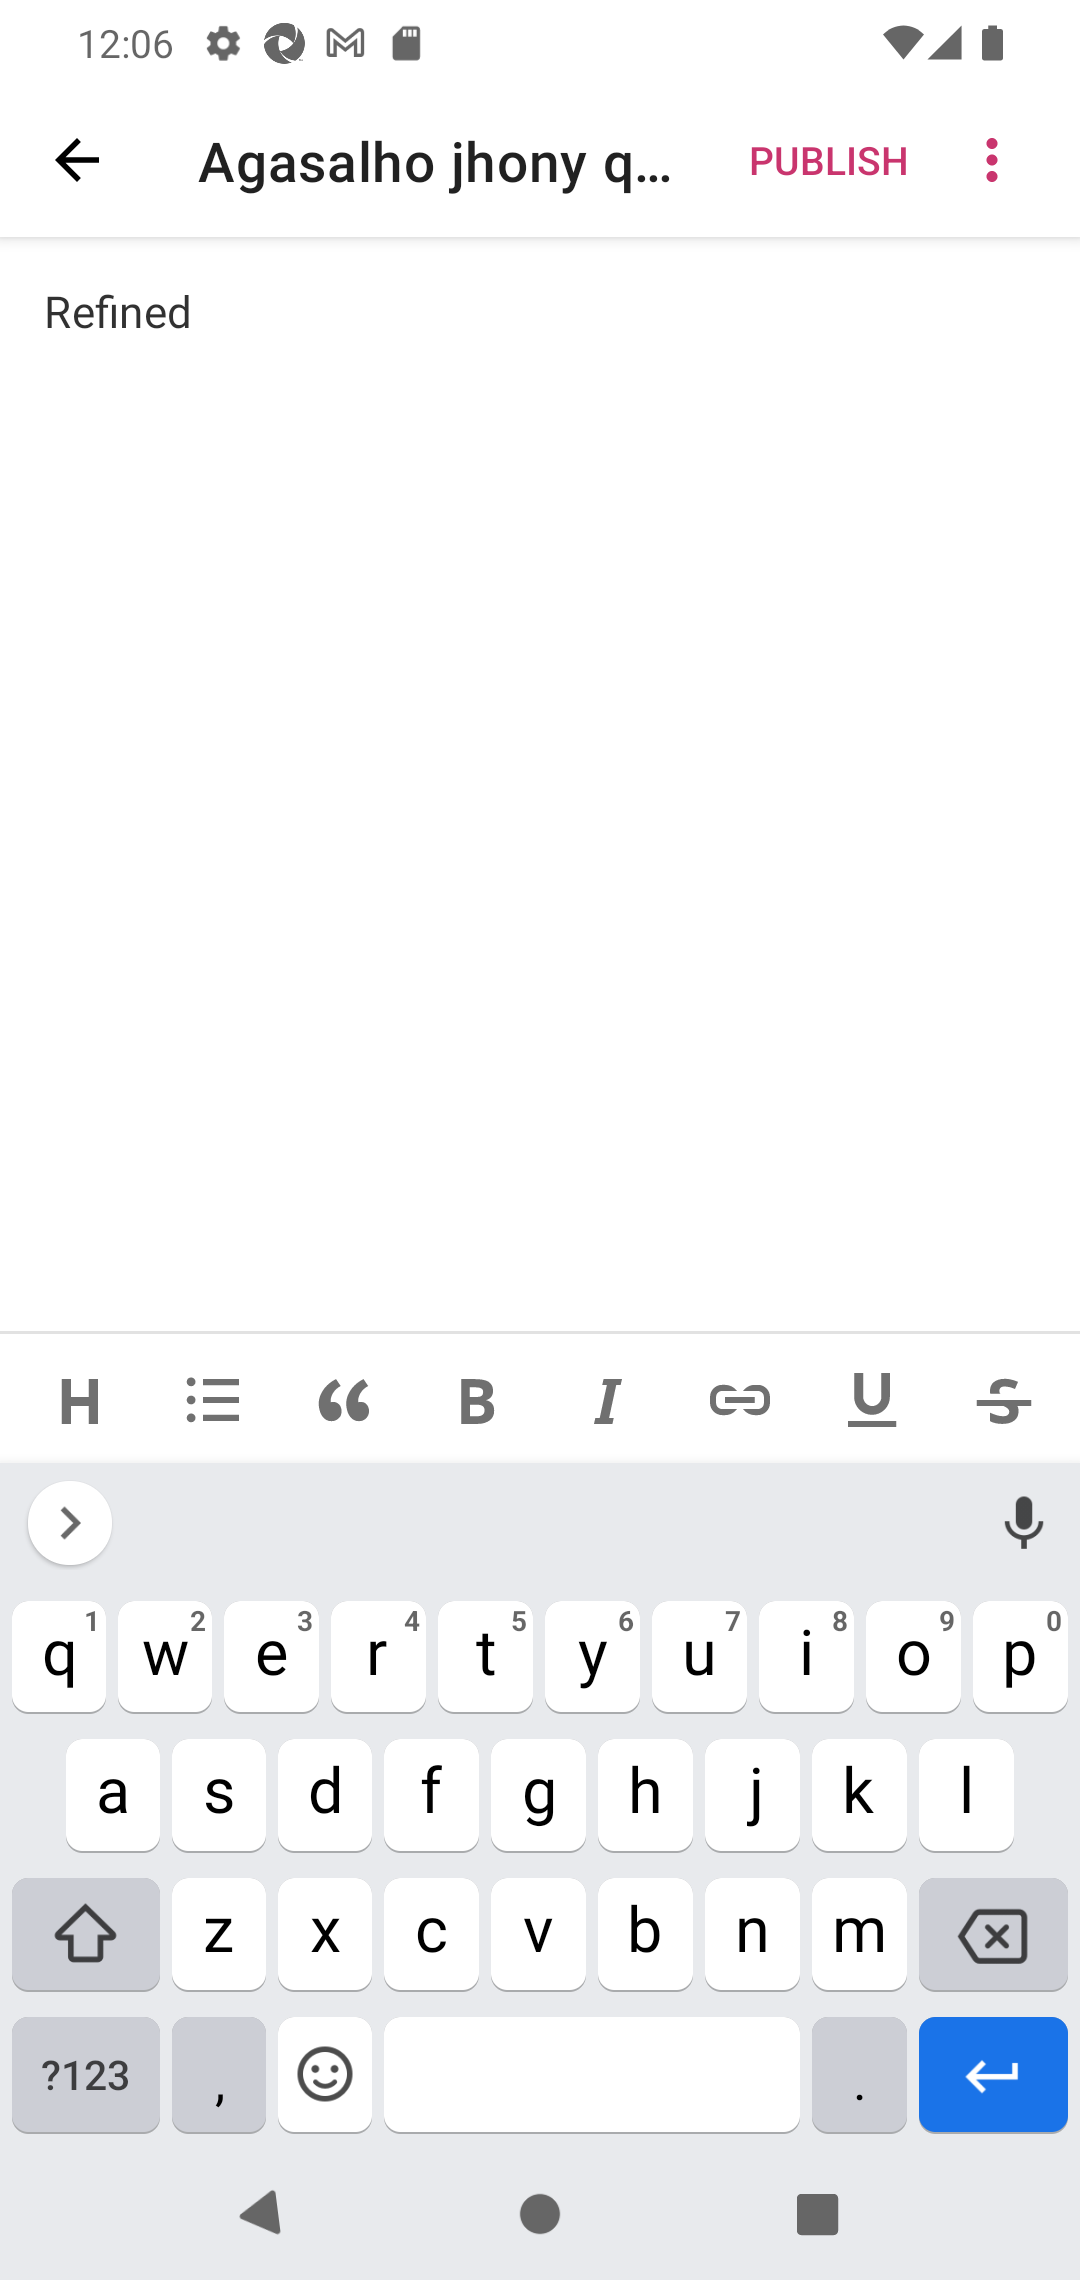 12:06
Agasalho jhony q...
PUBLISH
Refined
H B I U S
q 1 w 2 e 3 r 4 t 5 y 6 u 7 i 8 o 9 p 0
a s d f g h j k l
z x c v b n m
?123 , .